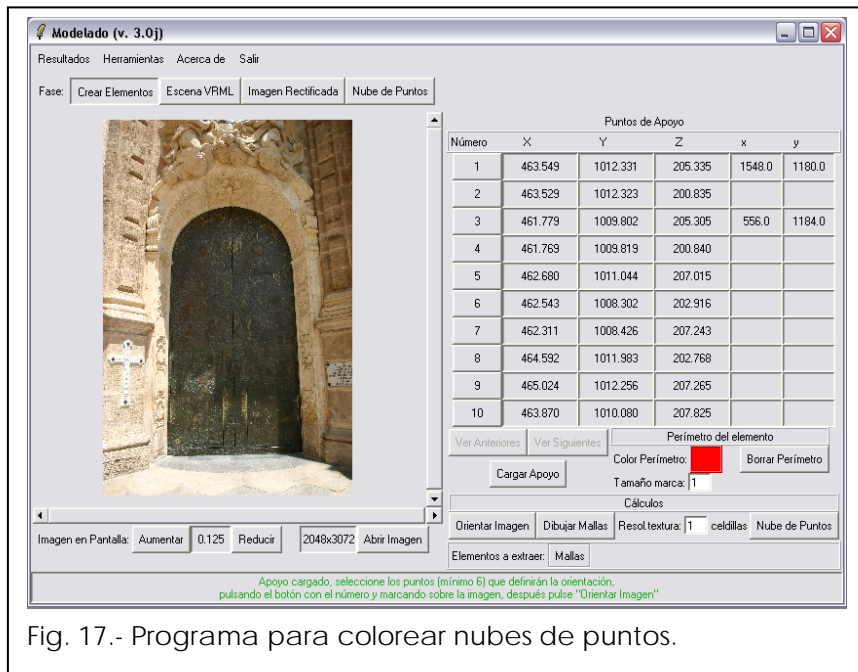 Modelado (v. 3.0j)
Resultados Herramientas Acerca de Salir
Fase: Crear Elementos Escena VRML Imagen Rectificada Nube de Puntos
Puntos de Apoyo
Número X Y Z x y
1 463.549 1012.331 205.335 1548.0 1180.0
2 463.529 1012.323 200.835
3 461.779 1009.802 205.305 556.0 1184.0
4 461.769 1009.819 200.840
5 462.680 1011.044 207.015
6 462.543 1008.302 202.916
7 462.311 1008.426 207.243
8 464.592 1011.983 202.768
9 465.024 1012.256 207.265
10 463.870 1010.080 207.825
Ver Anteriores Ver Siguientes Perímetro del elemento
Cargar Apoyo Color Perímetro: Borrar Perímetro
Tamaño marca: 1
Cálculos
Orientar Imagen Dibujar Mallas Resol.textura: 1 celdillas Nube de Puntos
Imagen en Pantalla: Aumentar 0.125 Reducir 2048x3072 Abrir Imagen
Elementos a extraer: Mallas
Apoyo cargado, seleccione los puntos (mínimo 6) que definirán la orientación,
pulsando el botón con el número y marcando sobre la imagen, después pulse "Orientar Imagen"
Fig. 17.- Programa para colorear nubes de puntos.